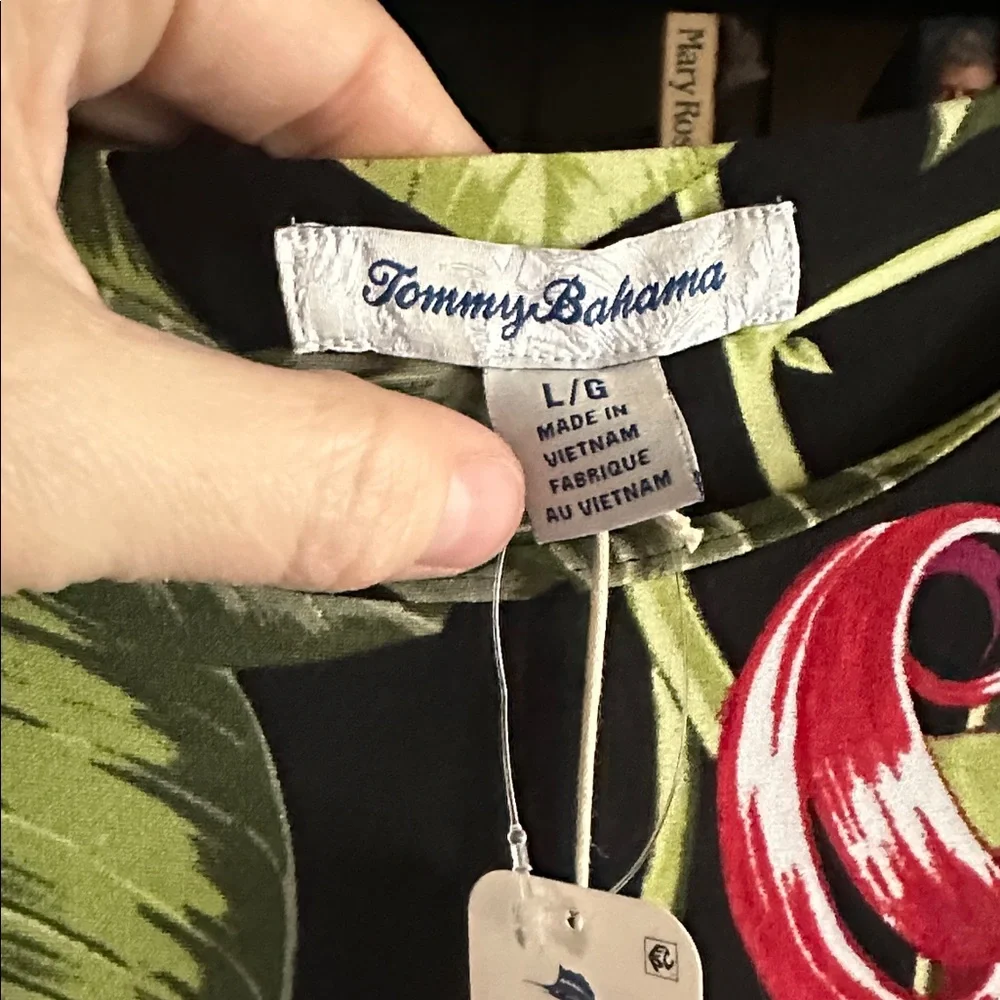 Mary Ros
Tommy Bahama
L/G
MADE IN
VIETNAM
FABRIQUE
AU VIETNAM